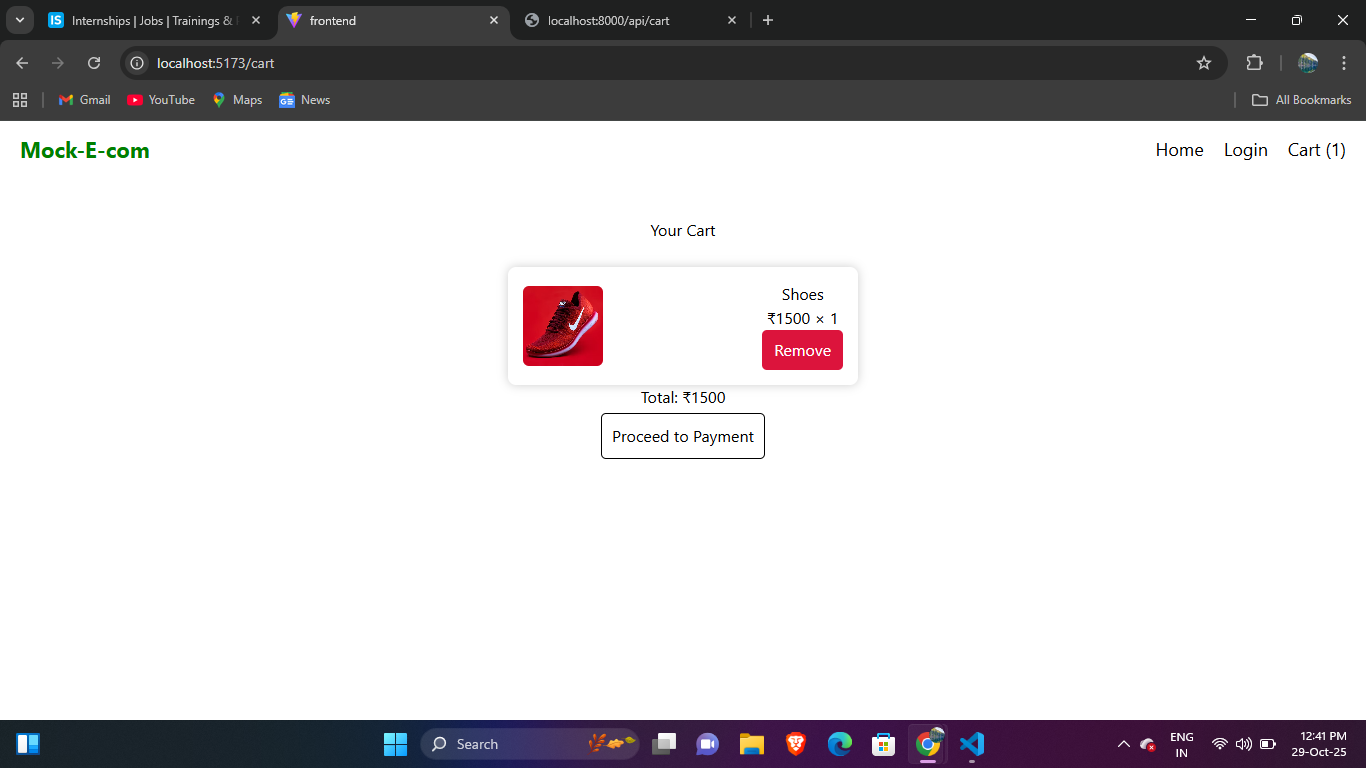 IS Internships | Jobs | Trainings &
frontend
localhost:8000/api/cart
localhost:5173/cart
Gmail
YouTube
Maps
News
All Bookmarks
Mock-E-com
Home
Login
Cart (1)
Your Cart
Shoes
₹1500 × 1
Remove
Total: ₹1500
Proceed to Payment
Search
ENG
IN
12:41 PM
29-Oct-25